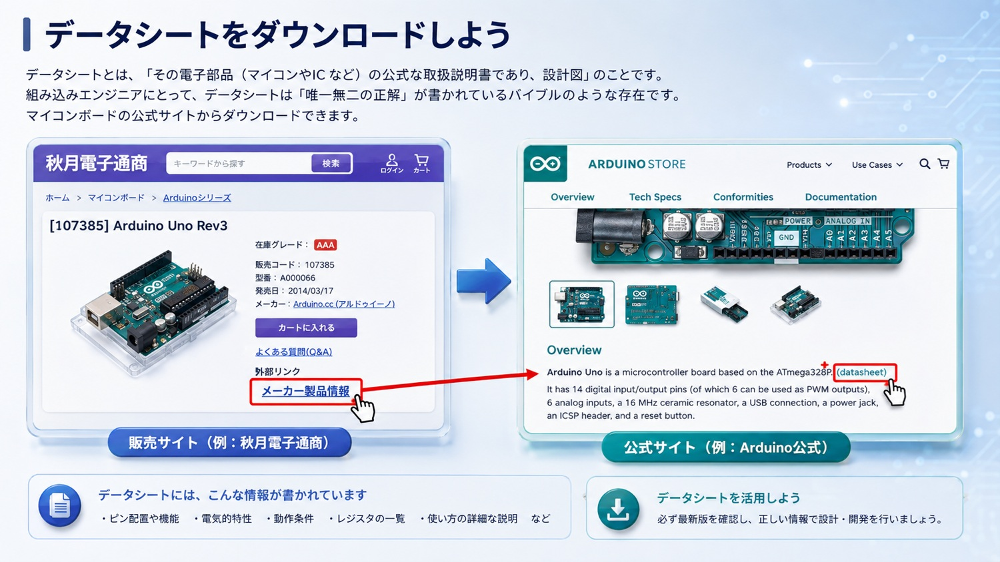 データシートをダウンロードしよう
データシートとは、「その電子部品（マイコンやIC など）の公式な取扱説明書であり、設計図」のことです。
組み込みエンジニアにとって、データシートは「唯一無二の正解」が書かれているバイブルのような存在です。
マイコンボードの公式サイトからダウンロードできます。
秋月電子通商
キーワードから探す
検索
ログイン
カート
ホーム > マイコンボード > Arduinoシリーズ
[107385] Arduino Uno Rev3
在庫グレード： AAA
販売コード： 107385
型番： A000066
発売日： 2014/03/17
メーカー： Arduino.cc (アルドゥイーノ)
カートに入れる
よくある質問(Q&A)
外部リンク
メーカー製品情報
販売サイト（例：秋月電子通商）
ARDUINO STORE
Products
Use Cases
Overview Tech Specs Conformities Documentation
POWER ANALOG IN
GND
A0 A1 A2 A3 A4 A5
Overview
Arduino Uno is a microcontroller board based on the ATmega328P. (datasheet)
It has 14 digital input/output pins (of which 6 can be used as PWM outputs),
6 analog inputs, a 16 MHz ceramic resonator, a USB connection, a power jack,
an ICSP header, and a reset button.
公式サイト（例：Arduino公式）
データシートには、こんな情報が書かれています
・ピン配置や機能 ・電気的特性 ・動作条件 ・レジスタの一覧 ・使い方の詳細な説明 など
データシートを活用しよう
必ず最新版を確認し、正しい情報で設計・開発を行いましょう。